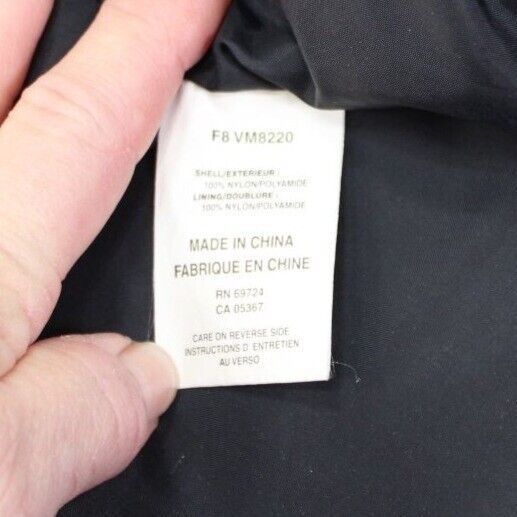 F8 VM8220
SHELL/EXTERIEUR :
100% NYLON/POLYAMIDE
LINING/DOUBLURE :
100% NYLON/POLYAMIDE
MADE IN CHINA
FABRIQUE EN CHINE
RN 69724
CA 05367
CARE ON REVERSE SIDE
INSTRUCTIONS D' ENTRETIEN
AU VERSO